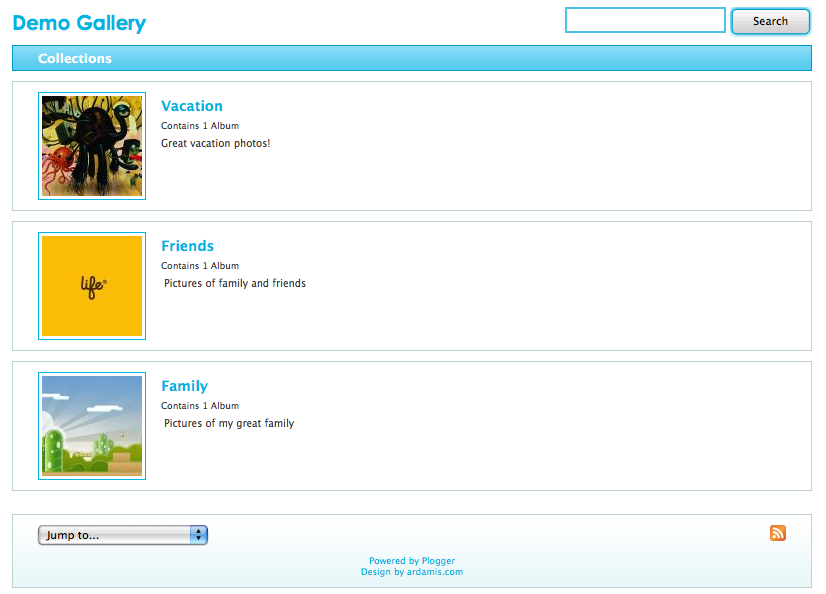 Demo Gallery
Search
Collections
Vacation
Contains 1 Album
Great vacation photos!
life
Friends
Contains 1 Album
Pictures of family and friends
Family
Contains 1 Album
Pictures of my great family
Jump to...
Powered by Plogger
Design by ardamis.com